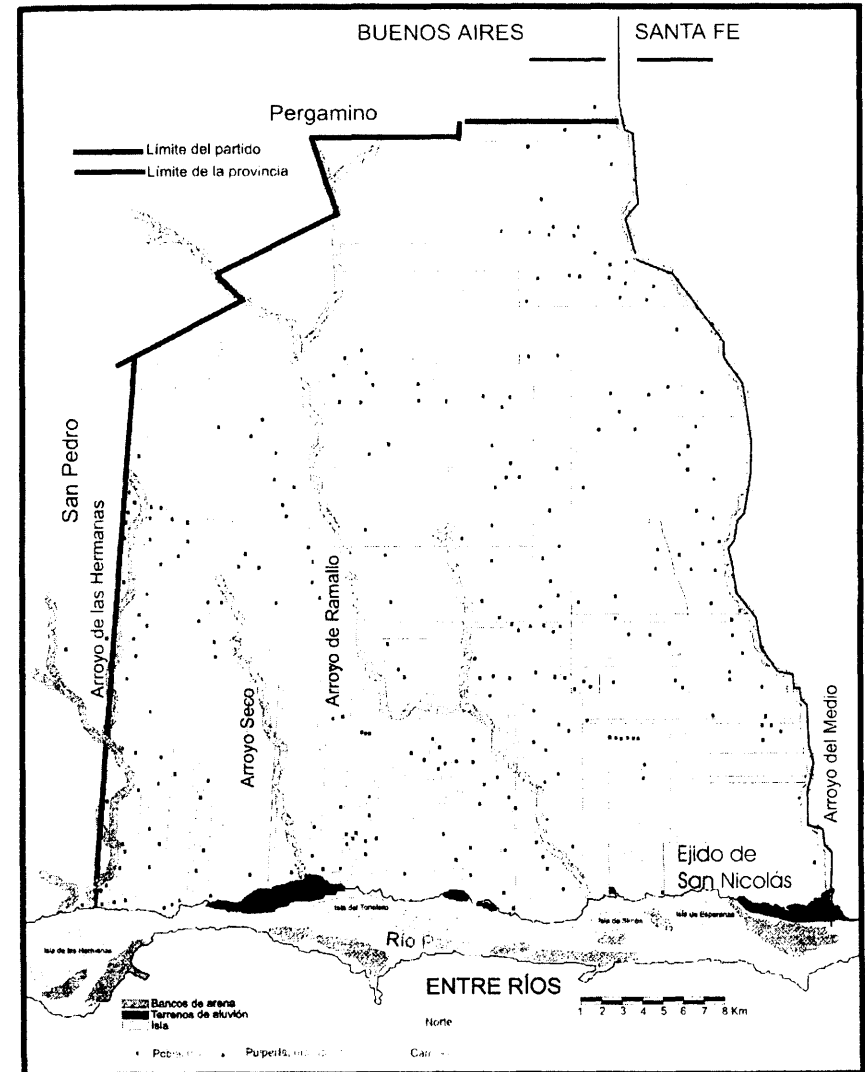 BUENOS AIRES
SANTA FE
Pergamino
Límite del partido
Límite de la provincia
San Pedro
Arroyo de las Hermanas
Arroyo Seco
Arroyo de Ramallo
Arroyo del Medio
Ejido de
San Nicolás
Isla del Tonelero
Isla de las Hermanas
Río
ENTRE RÍOS
1 2 3 4 5 6 7 8 Km
Bancos de arena
Terrenos de aluvión
Isla
Norte
Pulpería,